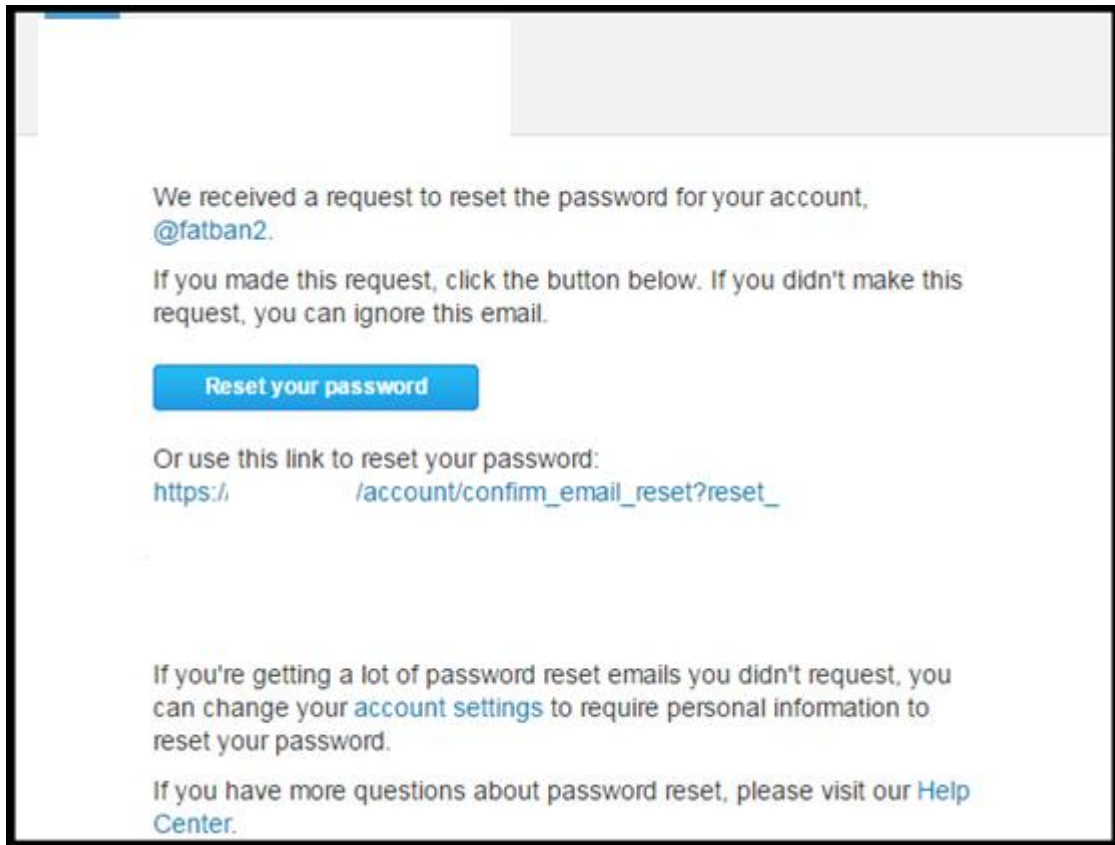 We received a request to reset the password for your account,
@fatban2.
If you made this request, click the button below. If you didn't make this
request, you can ignore this email.
Reset your password
Or use this link to reset your password:
https:/ /account/confirm_email_reset?reset_
If you're getting a lot of password reset emails you didn't request, you
can change your account settings to require personal information to
reset your password.
If you have more questions about password reset, please visit our Help
Center.